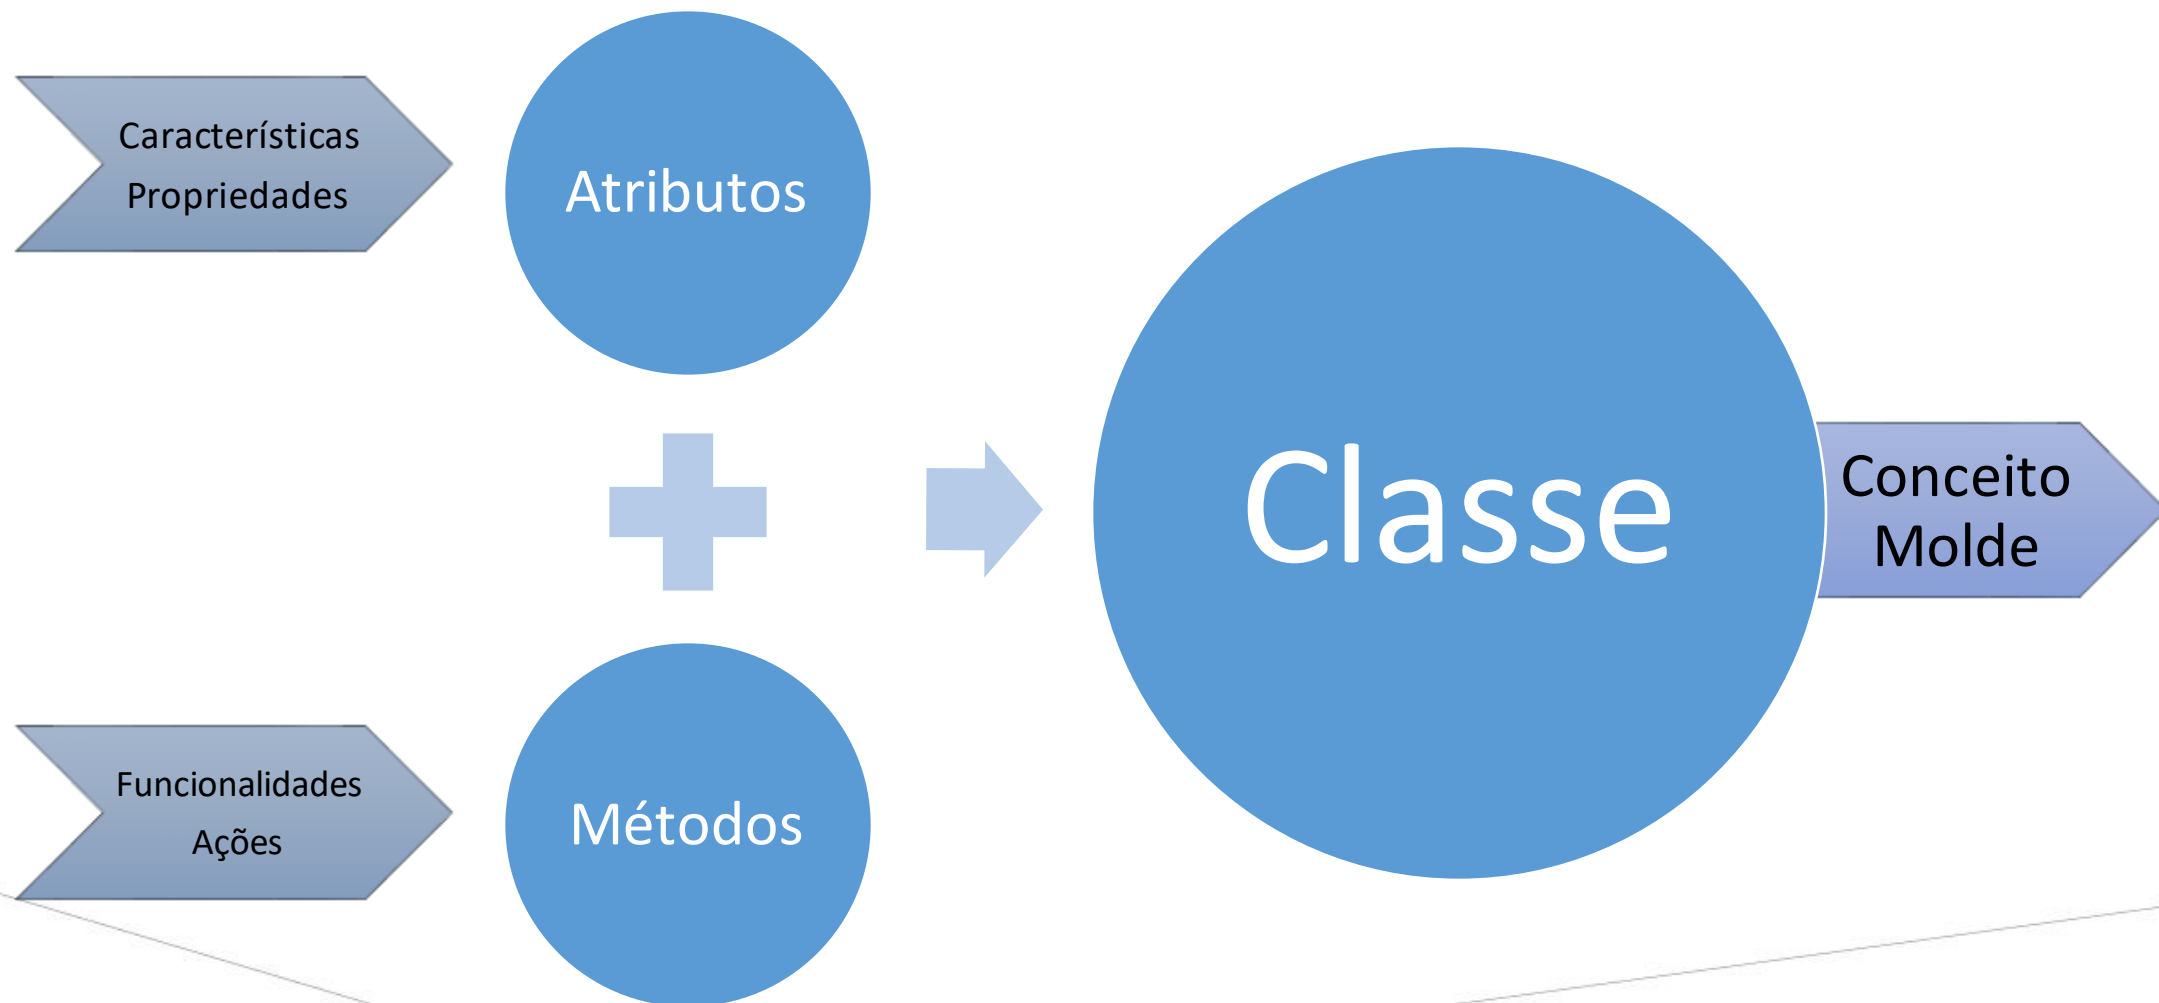 Características
Propriedades
Atributos
Classe
Conceito
Molde
Funcionalidades
Ações
Métodos